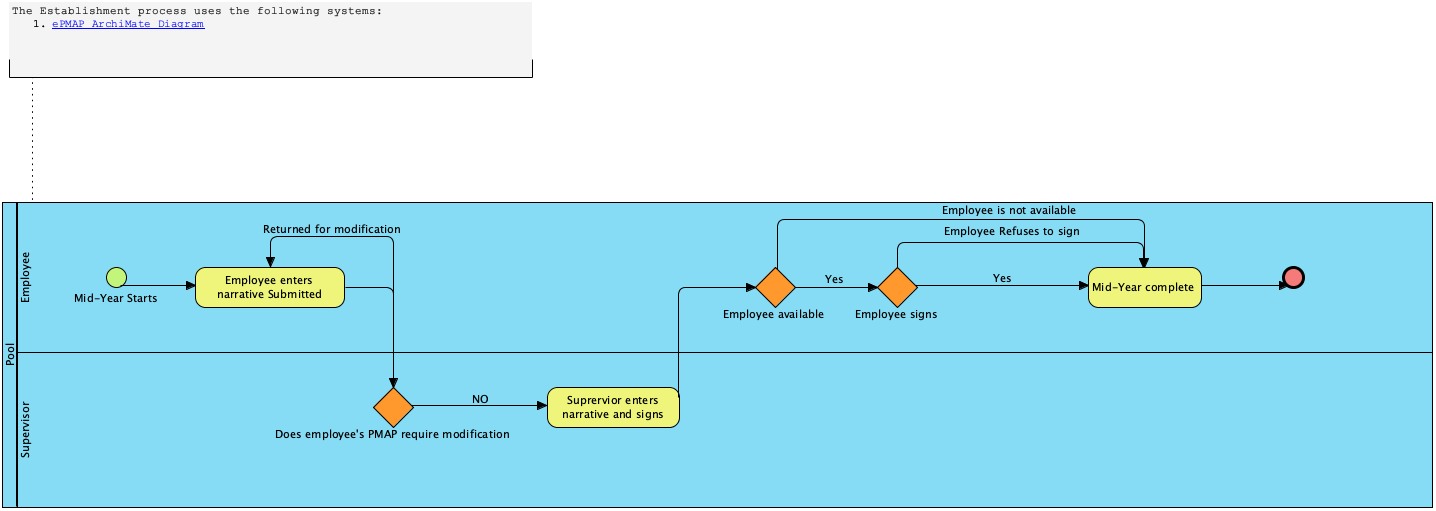 The Establishment process uses the following systems:
1. ePMAP ArchiMate Diagram
Pool
Employee
Mid-Year Starts
Returned for modification
Employee enters
narrative Submitted
Employee is not available
Employee Refuses to sign
Employee available
Yes
Employee signs
Yes
Mid-Year complete
Supervisor
Does employee's PMAP require modification
NO
Suprervior enters
narrative and signs